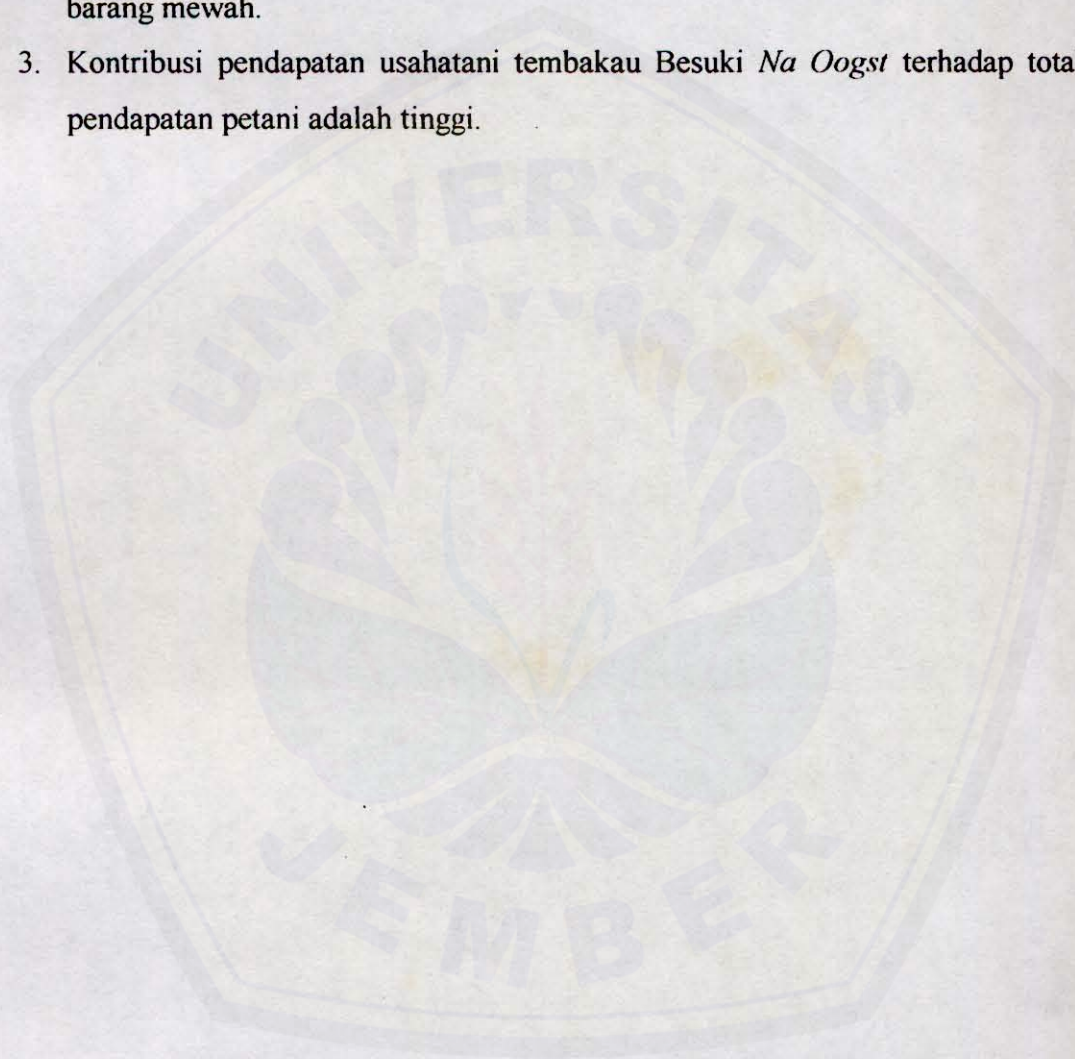 barang mewah.
3. Kontribusi pendapatan usahatani tembakau Besuki Na Oogst terhadap tota
pendapatan petani adalah tinggi.
UNIVERSITAS
JEMBER